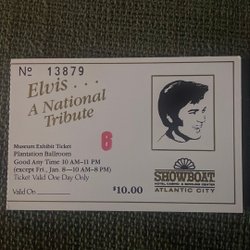 No 13879
Elvis . . .
A National
Tribute
6
Museum Exhibit Ticket
Plantation Ballroom
Good Any Time 10 AM-11 PM
(except Fri., Jan. 8—10 AM-8 PM)
Ticket Valid One Day Only
Valid On
$10.00
SHOWBOAT
HOTEL, CASINO & BOWLING CENTER
ATLANTIC CITY